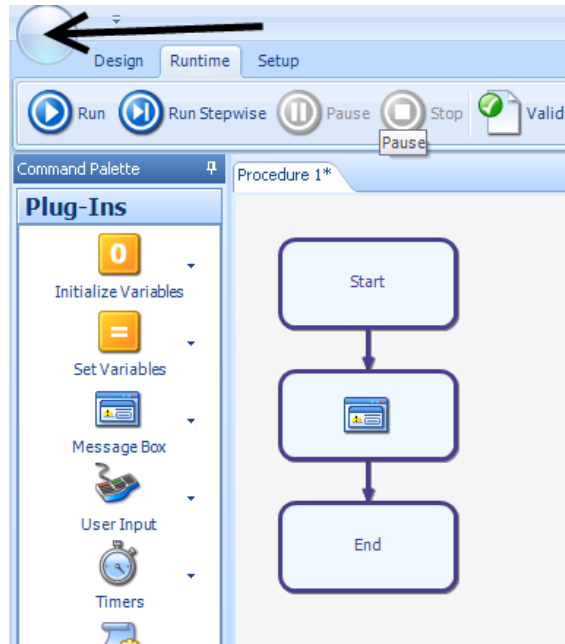 Design Runtime Setup
Run Run Stepwise Pause Stop Valid
Pause
Command Palette
Procedure 1*
Plug-Ins
0
Initialize Variables
=
Set Variables
Message Box
User Input
Timers
Start
End